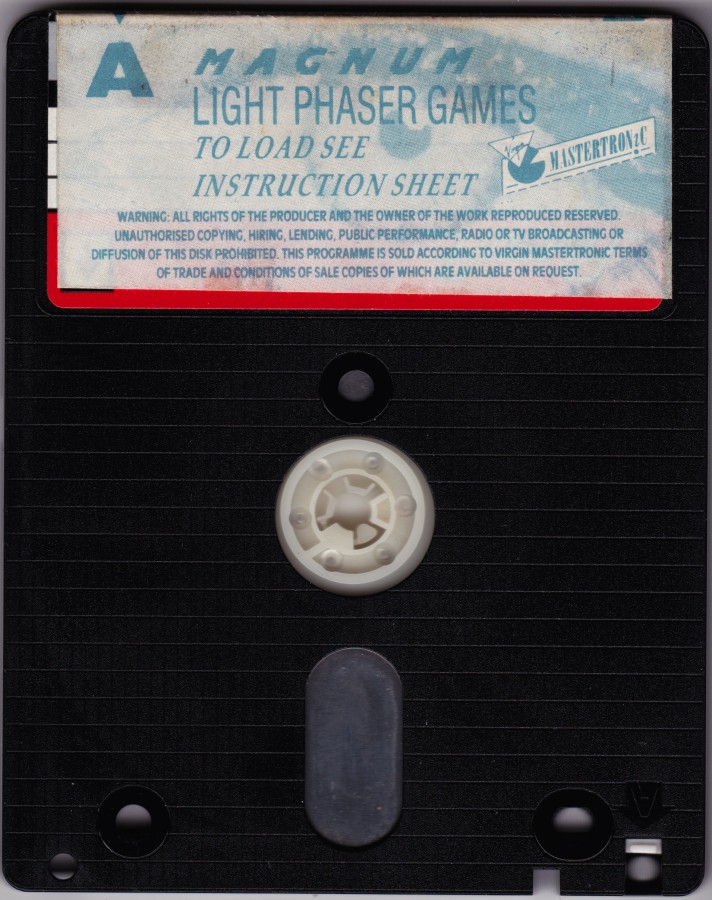 A
MAGNUM
LIGHT PHASER GAMES
TO LOAD SEE
INSTRUCTION SHEET
Virgin
MASTERTRONiC
WARNING: ALL RIGHTS OF THE PRODUCER AND THE OWNER OF THE WORK REPRODUCED RESERVED.
UNAUTHORISED COPYING, HIRING, LENDING, PUBLIC PERFORMANCE, RADIO OR TV BROADCASTING OR
DIFFUSION OF THIS DISK PROHIBITED. THIS PROGRAMME IS SOLD ACCORDING TO VIRGIN MASTERTRONIC TERMS
OF TRADE AND CONDITIONS OF SALE COPIES OF WHICH ARE AVAILABLE ON REQUEST.
A